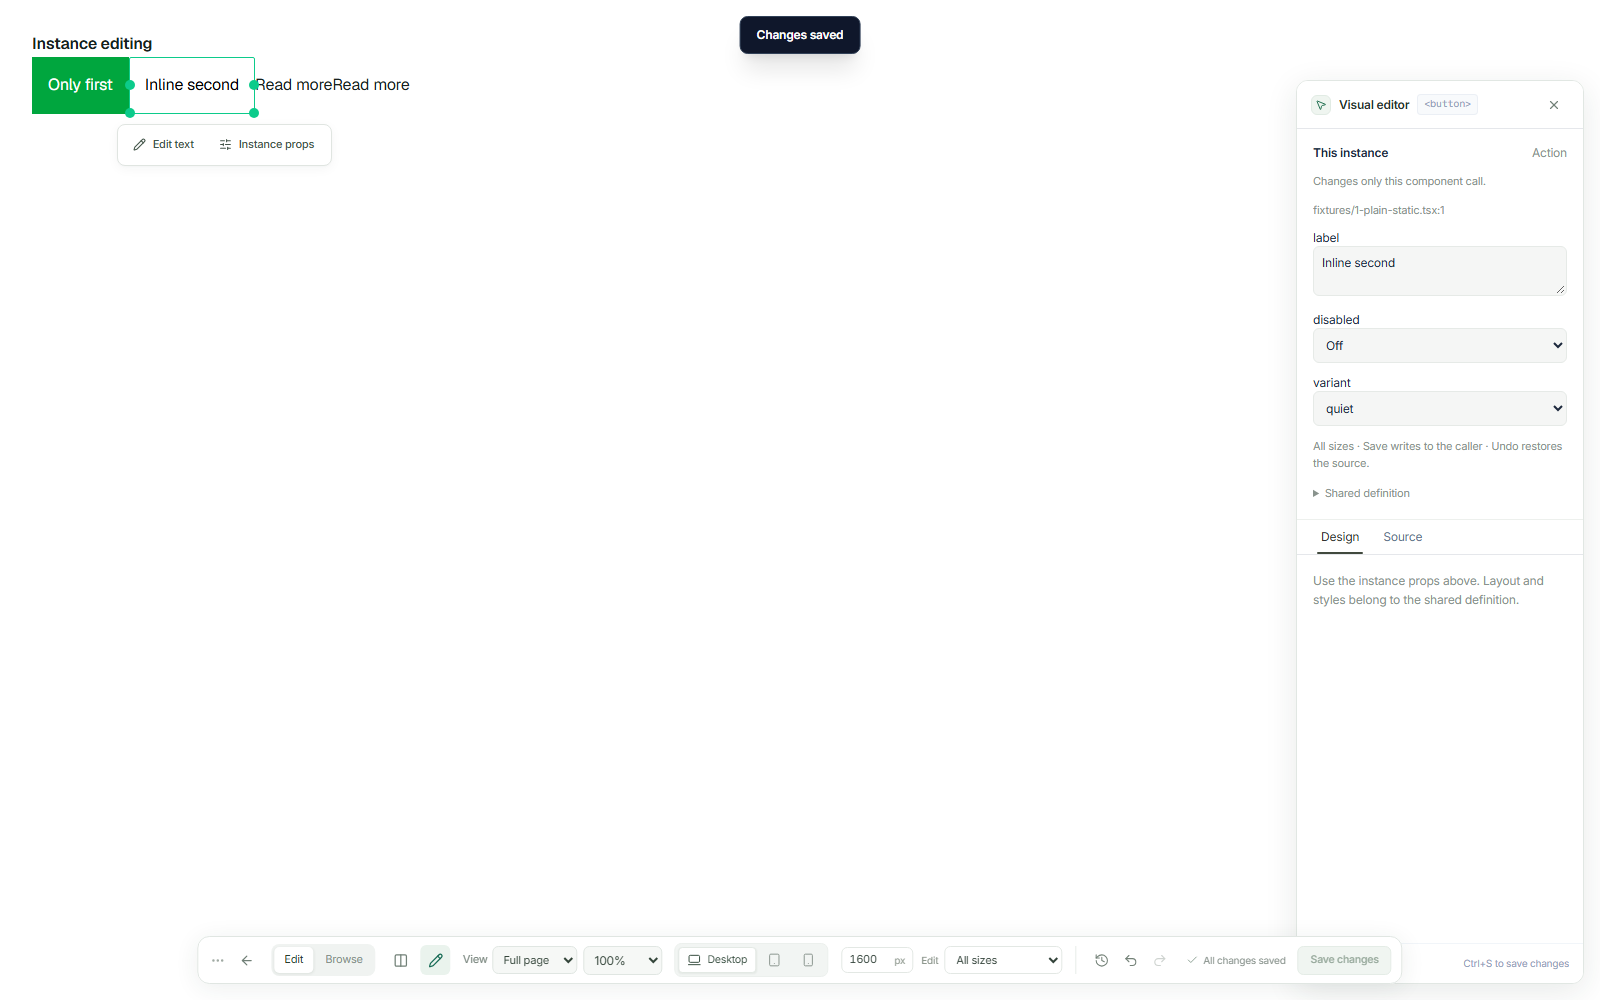 Changes saved
Instance editing
Only first
Inline second
Read moreRead more
Edit text
Instance props
Visual editor
<button>
This instance
Action
Changes only this component call.
fixtures/1-plain-static.tsx:1
label
Inline second
disabled
Off
variant
quiet
All sizes · Save writes to the caller · Undo restores
the source.
Shared definition
Design
Source
Use the instance props above. Layout and
styles belong to the shared definition.
Edit
Browse
View
Full page
100%
Desktop
1600 px
Edit
All sizes
All changes saved
Save changes
Ctrl+S to save changes